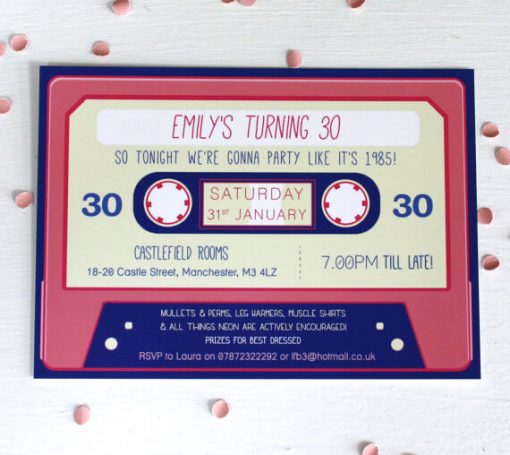 EMILY'S TURNING 30
SO TONIGHT WE'RE GONNA PARTY LIKE IT'S 1985!
30
SATURDAY
31ST JANUARY
30
CASTLEFIELD ROOMS
18-20 Castle Street, Manchester, M3 4LZ
7.00PM TILL LATE!
MULLETS & PERMS, LEG WARMERS, MUSCLE SHIRTS
& ALL THINGS NEON ARE ACTIVELY ENCOURAGED!
PRIZES FOR BEST DRESSED
RSVP to Laura on 07872322292 or lfb3@hotmail.co.uk